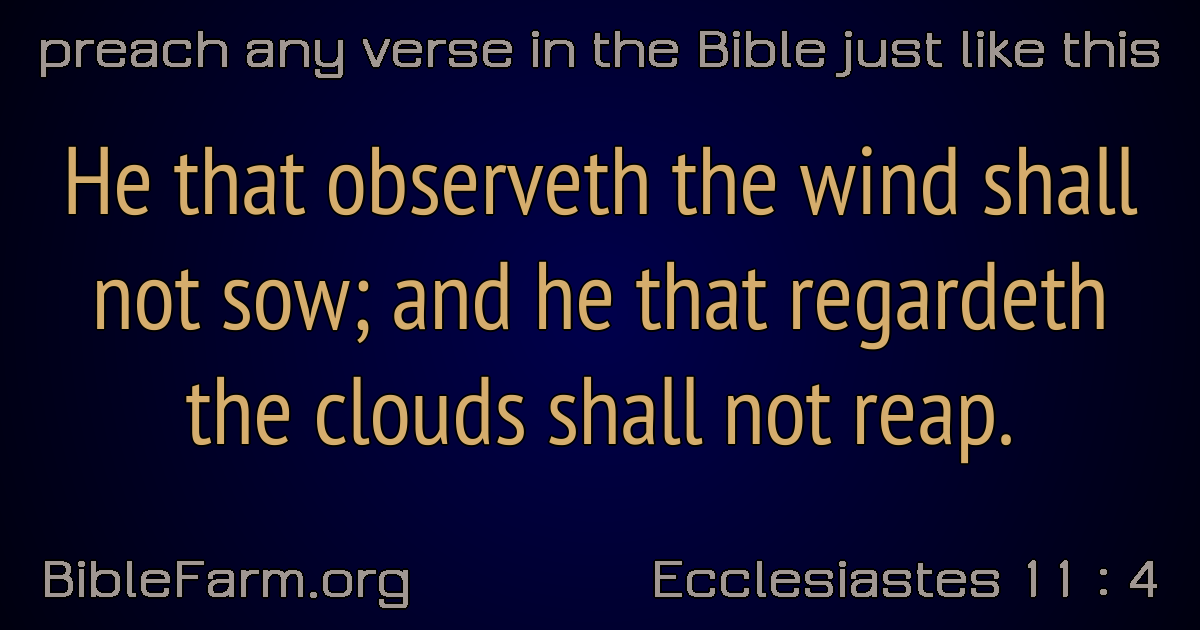 preach any verse in the Bible just like this
He that observeth the wind shall
not sow; and he that regardeth
the clouds shall not reap.
BibleFarm.org
Ecclesiastes 11 : 4